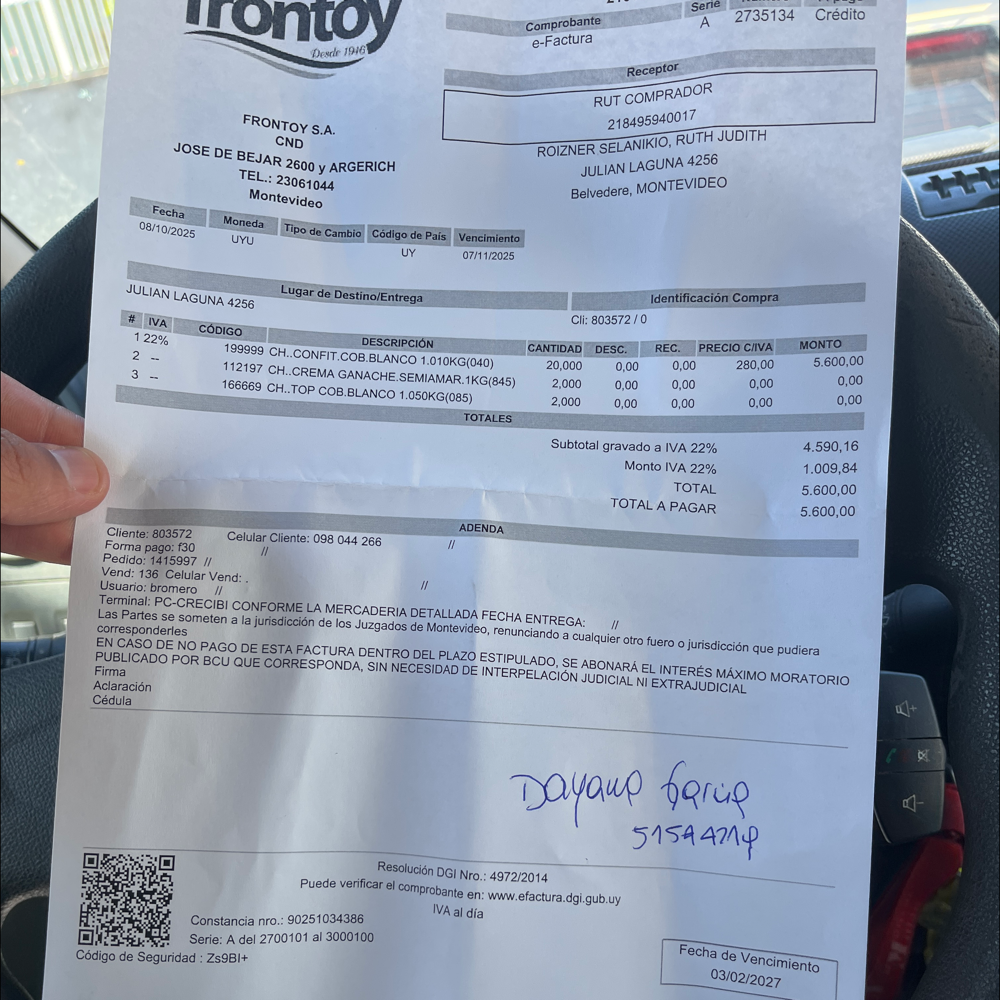 frontoy
Desde 1946
Comprobante
e-Factura
Serie
A
2735134
Crédito
Receptor
RUT COMPRADOR
218495940017
ROIZNER SELANIKIO, RUTH JUDITH
JULIAN LAGUNA 4256
Belvedere, MONTEVIDEO
FRONTOY S.A.
CND
JOSE DE BEJAR 2600 y ARGERICH
TEL.: 23061044
Montevideo
Fecha Moneda Tipo de Cambio Código de País Vencimiento
08/10/2025 UYU UY 07/11/2025
Lugar de Destino/Entrega Identificación Compra
JULIAN LAGUNA 4256 Cli: 803572 / 0
# IVA CÓDIGO DESCRIPCIÓN CANTIDAD DESC. REC. PRECIO C/IVA MONTO
1 22% 199999 CH..CONFIT.COB.BLANCO 1.010KG(040) 20,000 0,00 0,00 280,00 5.600,00
2 -- 112197 CH..CREMA GANACHE.SEMIAMAR.1KG(845) 2,000 0,00 0,00 0,00 0,00
3 -- 166669 CH..TOP COB.BLANCO 1.050KG(085) 2,000 0,00 0,00 0,00 0,00
TOTALES
Subtotal gravado a IVA 22% 4.590,16
Monto IVA 22% 1.009,84
TOTAL 5.600,00
TOTAL A PAGAR 5.600,00
ADENDA
Cliente: 803572 Celular Cliente: 098 044 266 //
Forma pago: f30 //
Pedido: 1415997 //
Vend: 136 Celular Vend: . //
Usuario: bromero //
Terminal: PC-CRECIBI CONFORME LA MERCADERIA DETALLADA FECHA ENTREGA: //
Las Partes se someten a la jurisdicción de los Juzgados de Montevideo, renunciando a cualquier otro fuero o jurisdicción que pudiera
corresponderles
EN CASO DE NO PAGO DE ESTA FACTURA DENTRO DEL PLAZO ESTIPULADO, SE ABONARÁ EL INTERÉS MÁXIMO MORATORIO
PUBLICADO POR BCU QUE CORRESPONDA, SIN NECESIDAD DE INTERPELACIÓN JUDICIAL NI EXTRAJUDICIAL
Firma
Aclaración
Cédula
Dayana
Resolución DGI Nro.: 4972/2014
Puede verificar el comprobante en: www.efactura.dgi.gub.uy
IVA al día
Constancia nro.: 90251034386
Serie: A del 2700101 al 3000100
Código de Seguridad : Zs9BI+
Fecha de Vencimiento
03/02/2027